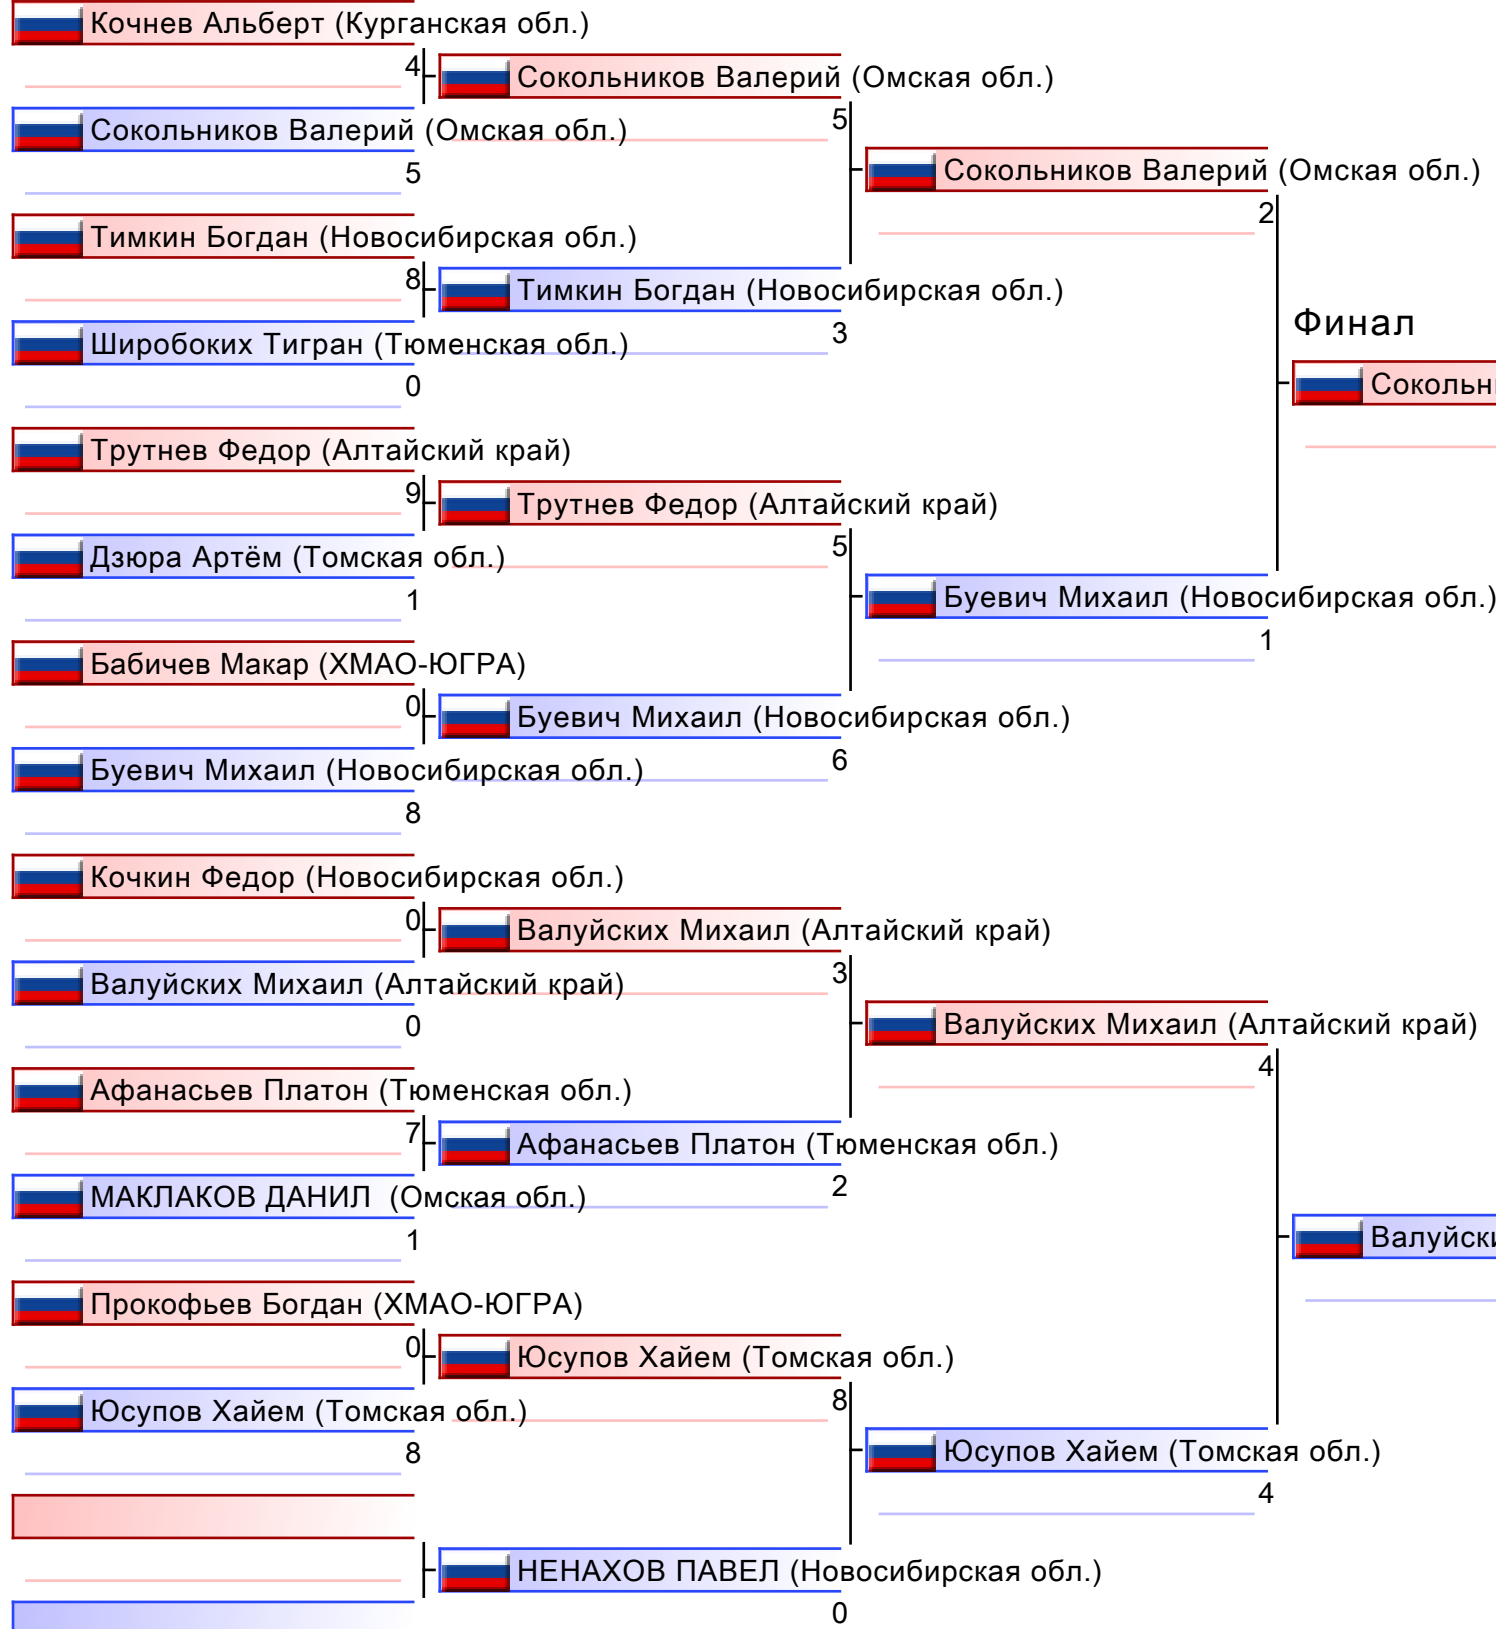 Кочнев Альберт (Курганская обл.)
4
Сокольников Валерий (Омская обл.)
Сокольников Валерий (Омская обл.)
5
5
Сокольников Валерий (Омская обл.)
2
Тимкин Богдан (Новосибирская обл.)
8
Тимкин Богдан (Новосибирская обл.)
3
Широбоких Тигран (Тюменская обл.)
0
Финал
Сокольн
Трутнев Федор (Алтайский край)
9
Трутнев Федор (Алтайский край)
5
Дзюра Артём (Томская обл.)
1
Буевич Михаил (Новосибирская обл.)
1
Бабичев Макар (ХМАО-ЮГРА)
0
Буевич Михаил (Новосибирская обл.)
6
Буевич Михаил (Новосибирская обл.)
8
Кочкин Федор (Новосибирская обл.)
0
Валуйских Михаил (Алтайский край)
3
Валуйских Михаил (Алтайский край)
0
Валуйских Михаил (Алтайский край)
4
Афанасьев Платон (Тюменская обл.)
7
Афанасьев Платон (Тюменская обл.)
2
МАКЛАКОВ ДАНИЛ (Омская обл.)
1
Валуйски
Прокофьев Богдан (ХМАО-ЮГРА)
0
Юсупов Хайем (Томская обл.)
8
Юсупов Хайем (Томская обл.)
8
Юсупов Хайем (Томская обл.)
4
НЕНАХОВ ПАВЕЛ (Новосибирская обл.)
0